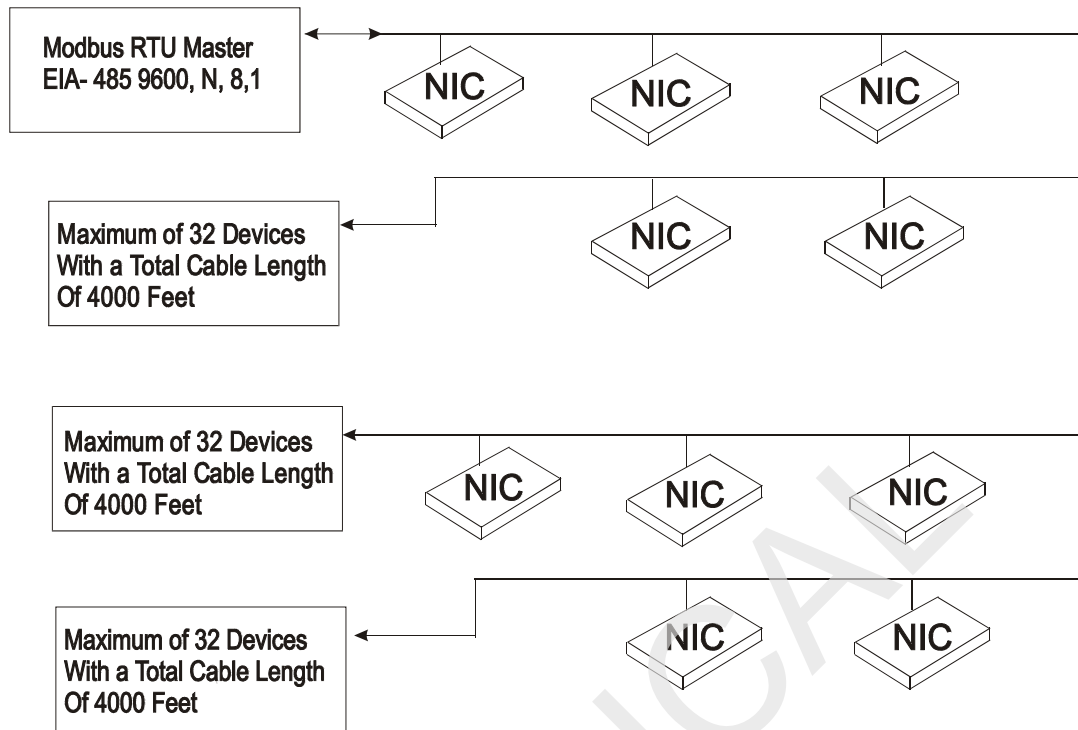 Modbus RTU Master
EIA- 485 9600, N, 8,1
NIC
NIC
NIC
Maximum of 32 Devices
With a Total Cable Length
Of 4000 Feet
NIC
NIC
Maximum of 32 Devices
With a Total Cable Length
Of 4000 Feet
NIC
NIC
NIC
Maximum of 32 Devices
With a Total Cable Length
Of 4000 Feet
NIC
NIC